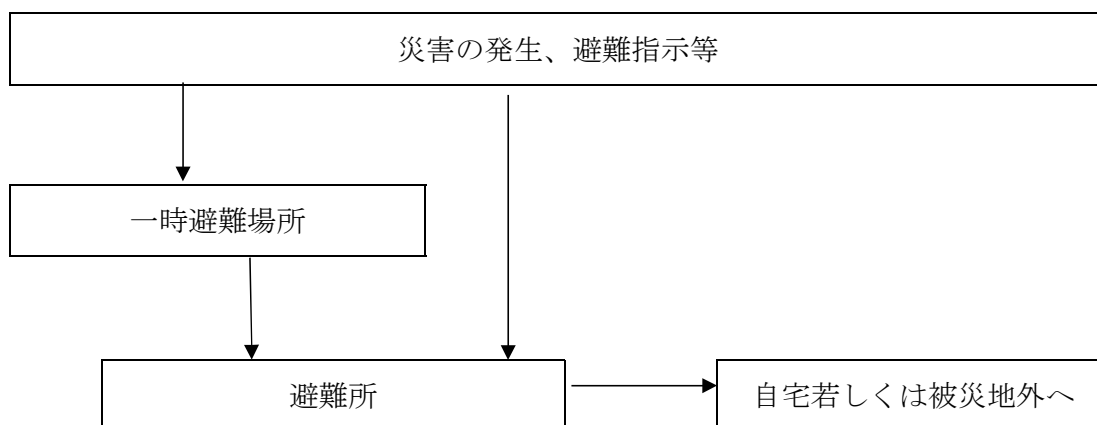 災害の発生、避難指示等
一時避難場所
避難所
自宅若しくは被災地外へ